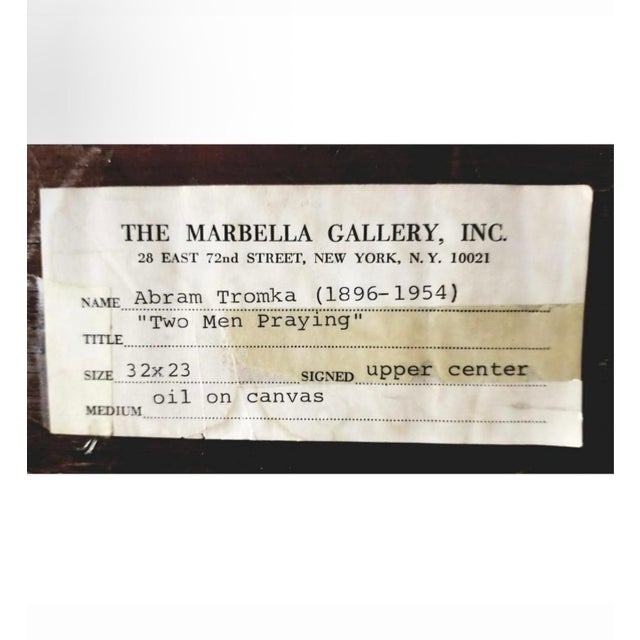 THE MARBELLA GALLERY, INC.
28 EAST 72nd STREET, NEW YORK, N. Y. 10021
NAME Abram Tromka (1896-1954)
TITLE "Two Men Praying"
SIZE 32x23 SIGNED upper center
MEDIUM oil on canvas